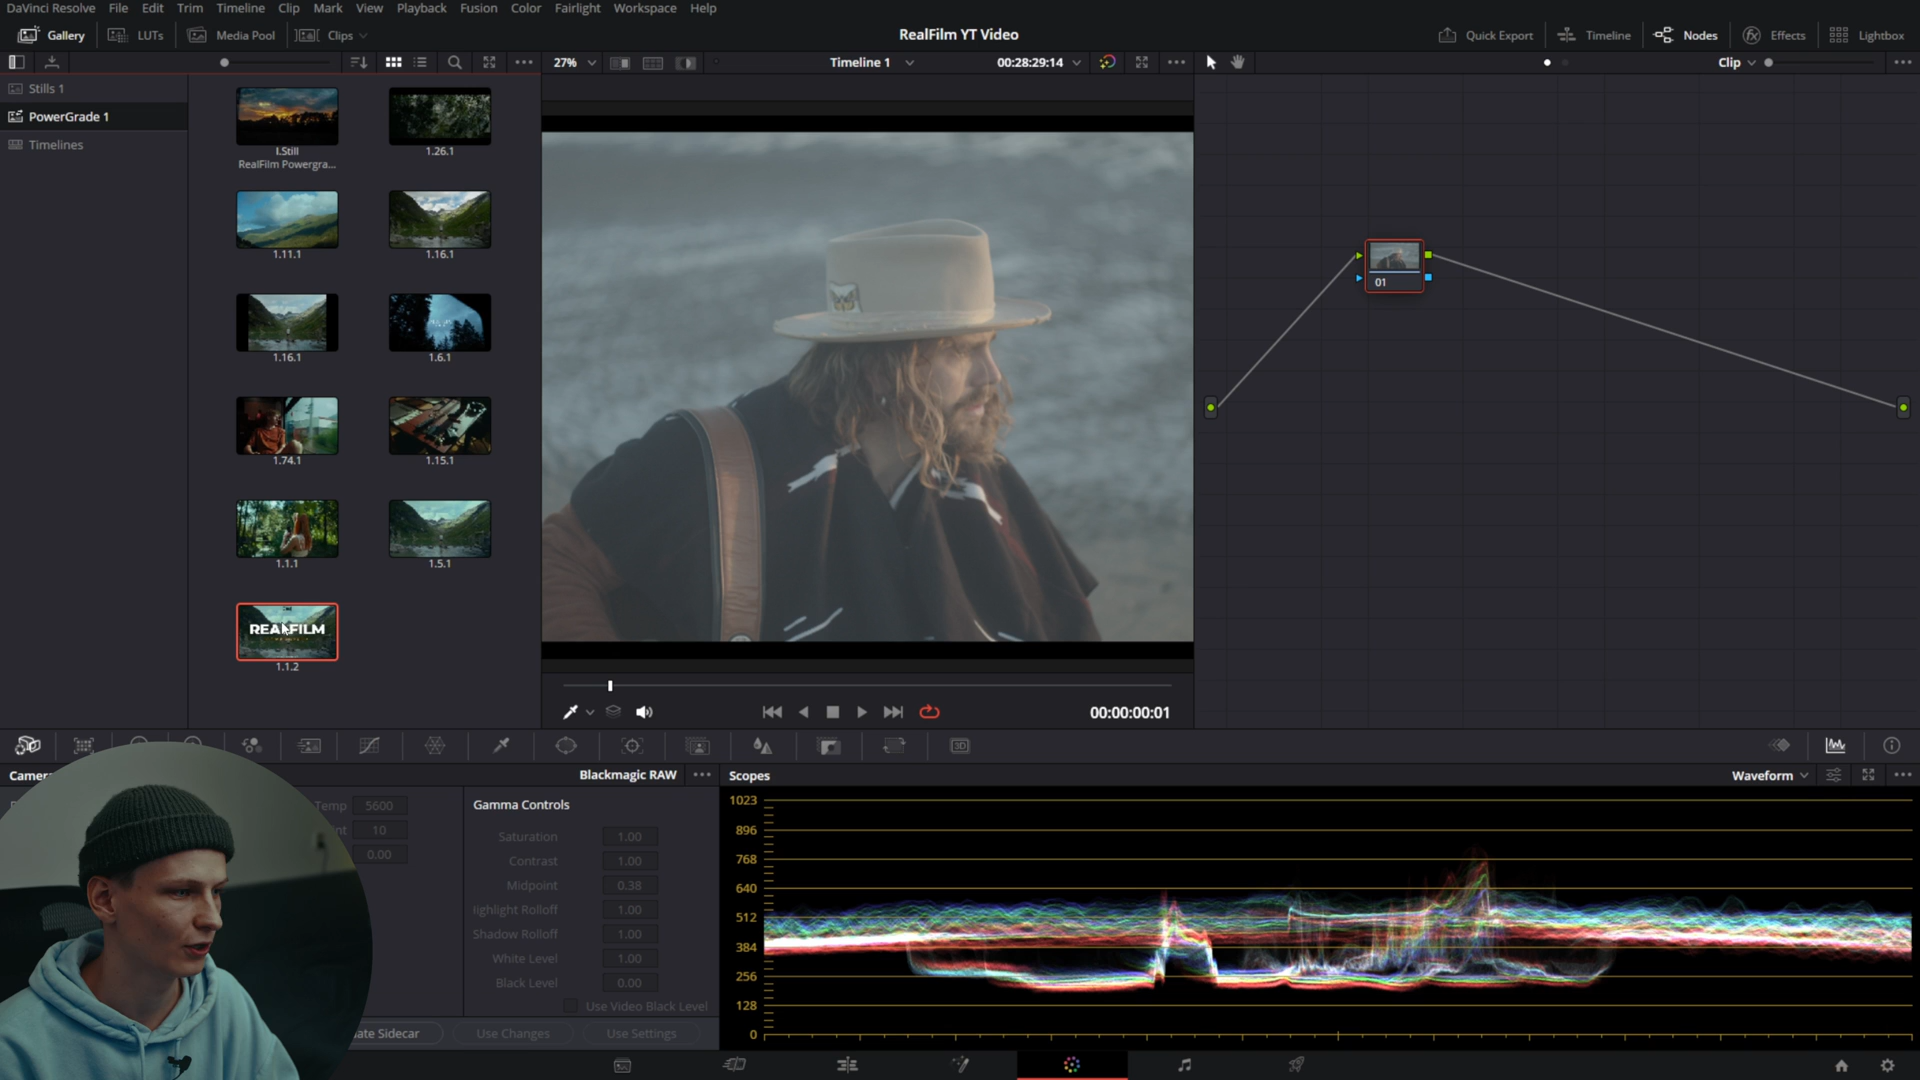 DaVinci Resolve File Edit Trim Timeline Clip Mark View Playback Fusion Color Fairlight Workspace Help
Gallery LUTs Media Pool Clips RealFilm YT Video Quick Export Timeline Nodes Effects Lightbox
27% Timeline 1 00:28:29:14 Clip
Stills 1
PowerGrade 1
Timelines
1.Still
RealFilm Powergra...
1.26.1
1.11.1
1.16.1
1.16.1
1.6.1
1.74.1
1.15.1
1.1.1
1.5.1
REALFILM
1.1.2
01
00:00:00:01
Blackmagic RAW
Scopes
Waveform
Temp 5600
10
0.00
Gamma Controls
Saturation 1.00
Contrast 1.00
Midpoint 0.38
Highlight Rolloff 1.00
Shadow Rolloff 1.00
White Level 1.00
Black Level 0.00
Use Video Black Level
Use Changes
Use Settings
1023
896
768
640
512
384
256
128
0
3D